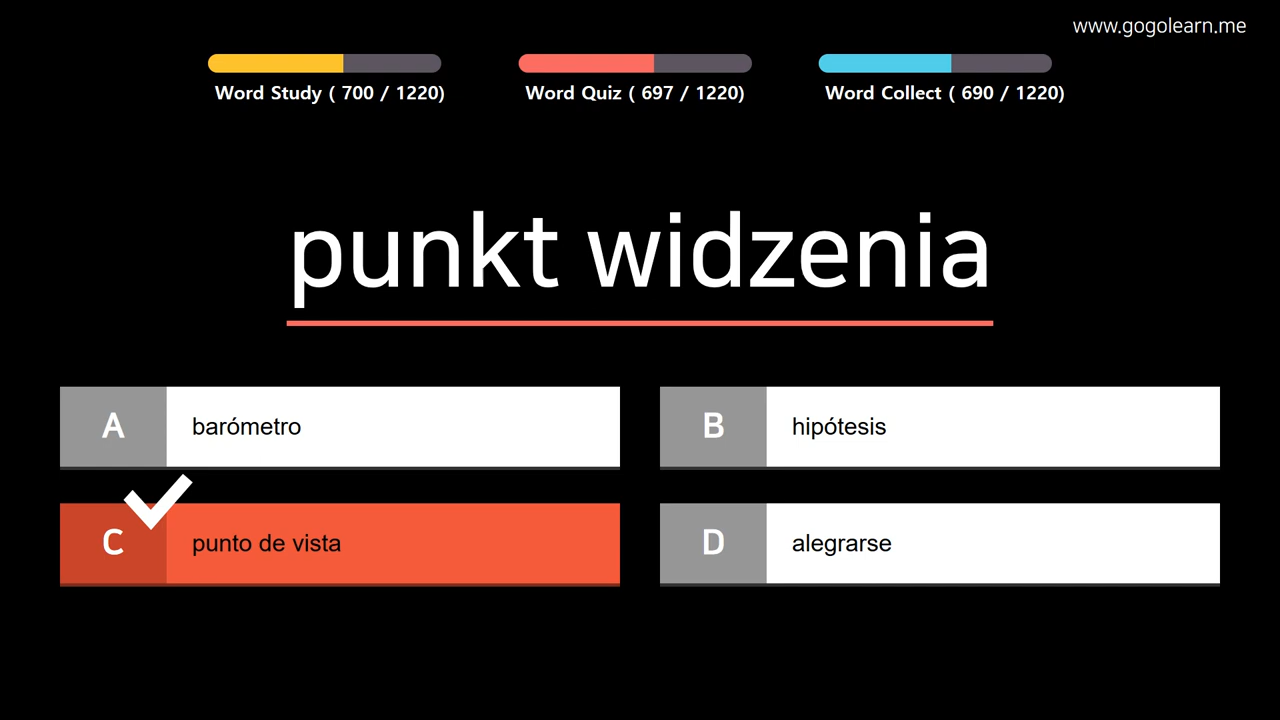 www.gogolearn.me
Word Study ( 700 / 1220)
Word Quiz ( 697 / 1220)
Word Collect ( 690 / 1220)
punkt widzenia
A barómetro
B hipótesis
C punto de vista
D alegrarse